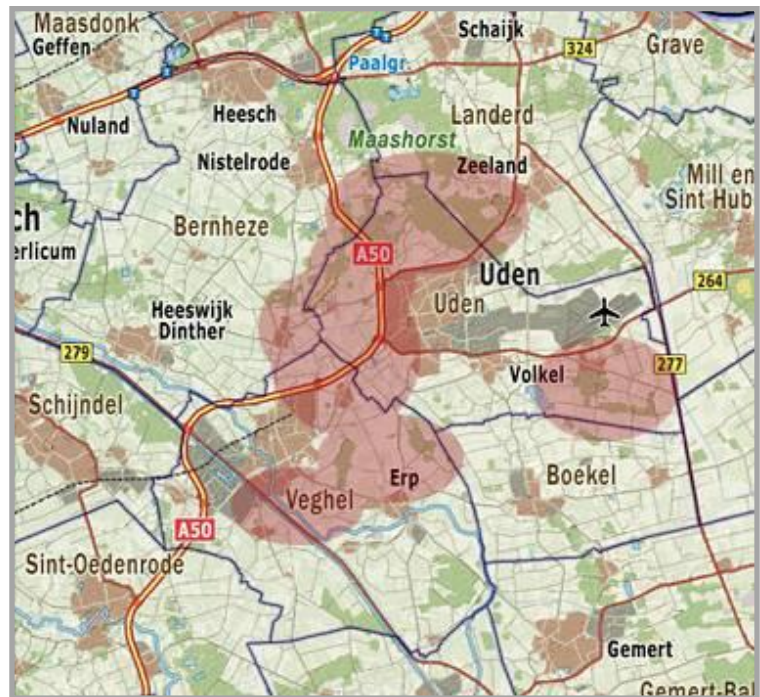 Maasdonk
Geffen
Schaijk
324
Grave
Paalgr.
Nuland
Heesch
Landerd
Maashorst
Nistelrode
Zeeland
Mill en
Sint Hub
ch
erlicum
Bernheze
A50
Uden
Uden
264
Heeswijk
Dinther
279
Volkel
277
Schijndel
Erp
Boekel
Veghel
A50
Sint-Oedenrode
Gemert
Gemert-Bal